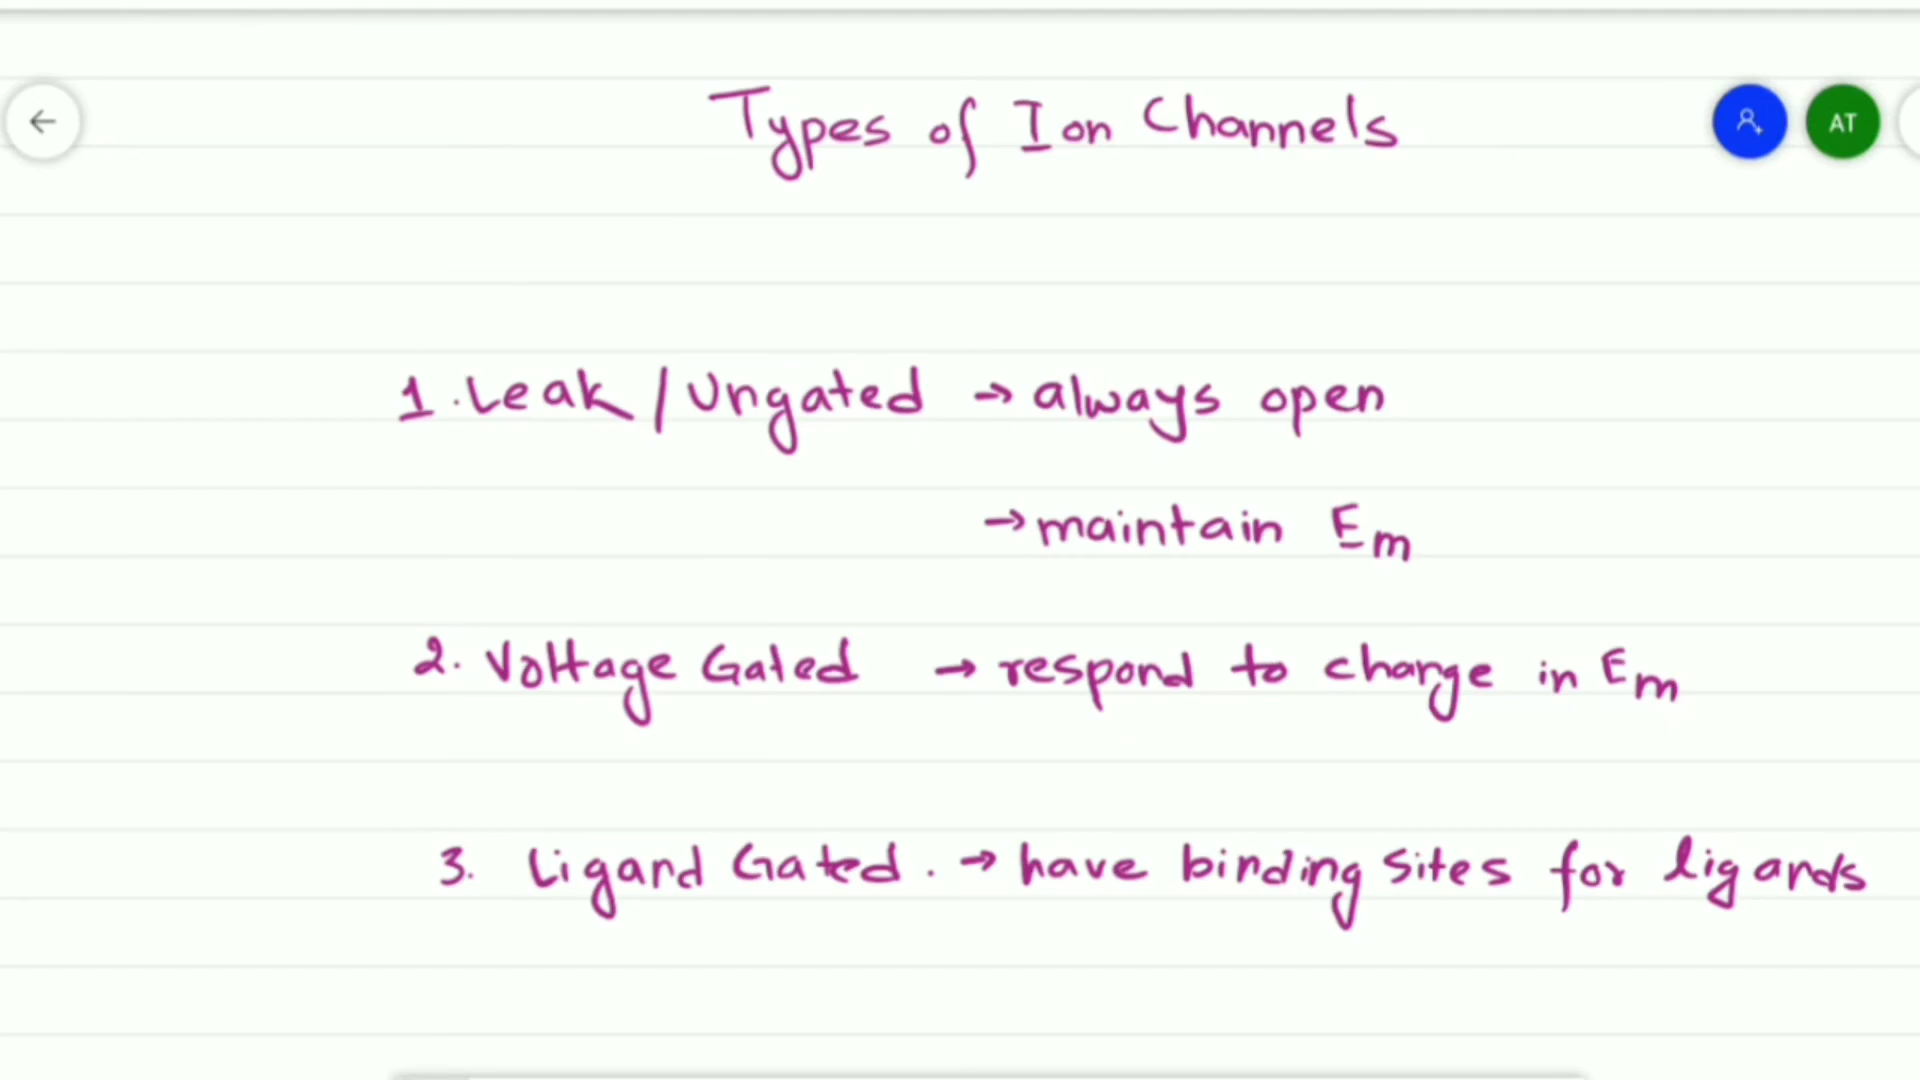 Types of Ion Channels
AT
1. Leak / Ungated → always open
→ maintain Em
2. Voltage Gated → respond to change in Em
3. Ligand Gated. → have binding sites for ligands